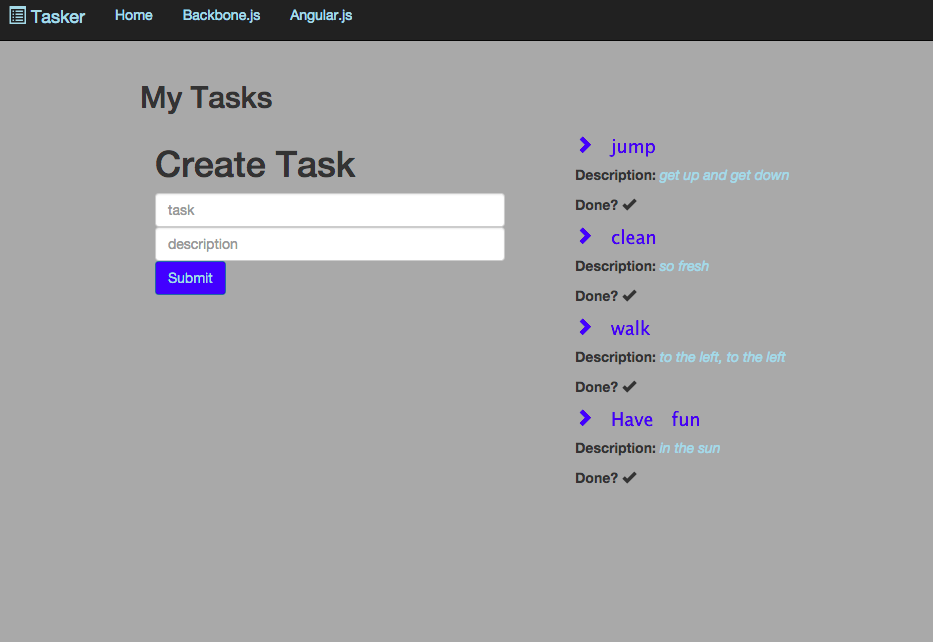 Tasker Home Backbone.js Angular.js
My Tasks
Create Task
task
description
Submit
jump
Description: get up and get down
Done?
clean
Description: so fresh
Done?
walk
Description: to the left, to the left
Done?
Have fun
Description: in the sun
Done?